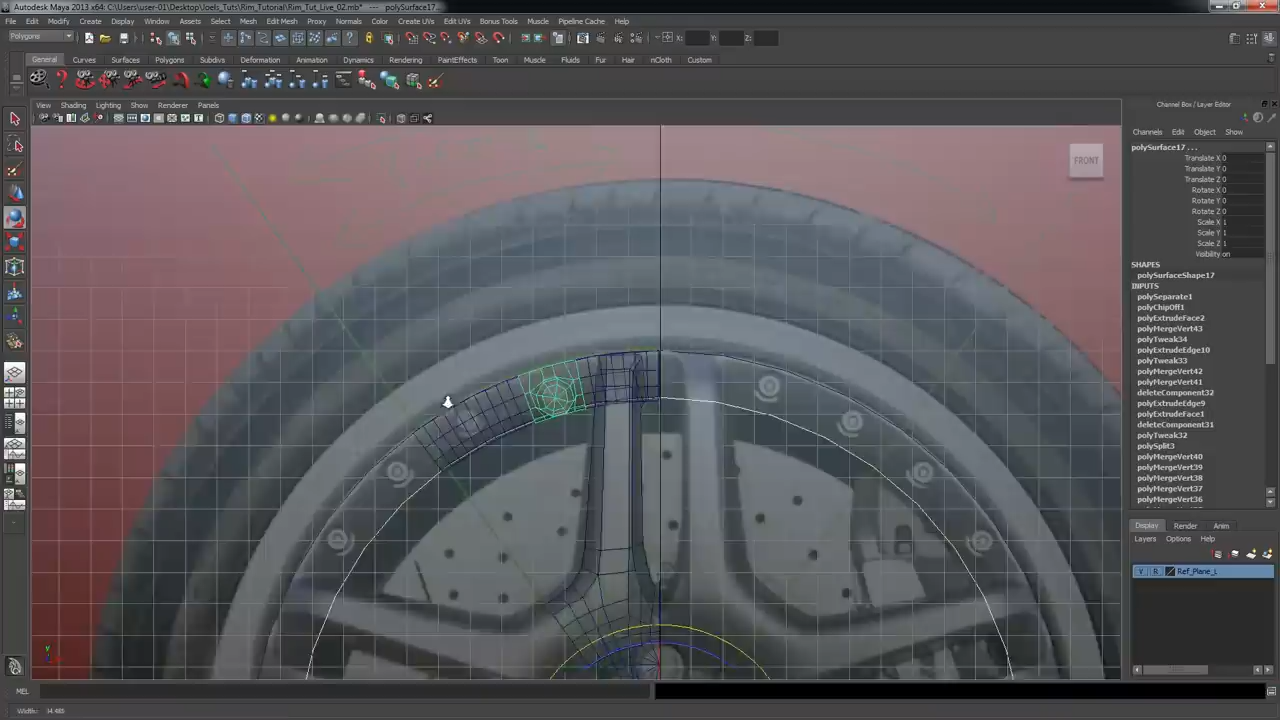 Autodesk Maya 2013 x64: C:\Users\user-01\Desktop\Joels_Tuts\Rim_Tutorial\Rim_Tut_Live_02.mb* --- polySurface17...
File Edit Modify Create Display Window Assets Select Mesh Edit Mesh Proxy Normals Color Create UVs Edit UVs Bonus Tools Muscle Pipeline Cache Help
Polygons X: Y: Z:
General Curves Surfaces Polygons Subdivs Deformation Animation Dynamics Rendering PaintEffects Toon Muscle Fluids Fur Hair nCloth Custom
View Shading Lighting Show Renderer Panels
FRONT
Channel Box / Layer Editor
Channels Edit Object Show
polySurface17 ...
Translate X 0
Translate Y 0
Translate Z 0
Rotate X 0
Rotate Y 0
Rotate Z 0
Scale X 1
Scale Y 1
Scale Z 1
Visibility on
SHAPES
polySurfaceShape17
INPUTS
polySeparate1
polyChipOff1
polyExtrudeFace2
polyMergeVert43
polyTweak34
polyExtrudeEdge10
polyTweak33
polyMergeVert42
polyMergeVert41
deleteComponent32
polyExtrudeEdge9
polyExtrudeFace1
deleteComponent31
polyTweak32
polySplit3
polyMergeVert40
polyMergeVert39
polyMergeVert38
polyMergeVert37
polyMergeVert36
Display Render Anim
Layers Options Help
V R Ref_Plane_L
MEL
Width: 14.485